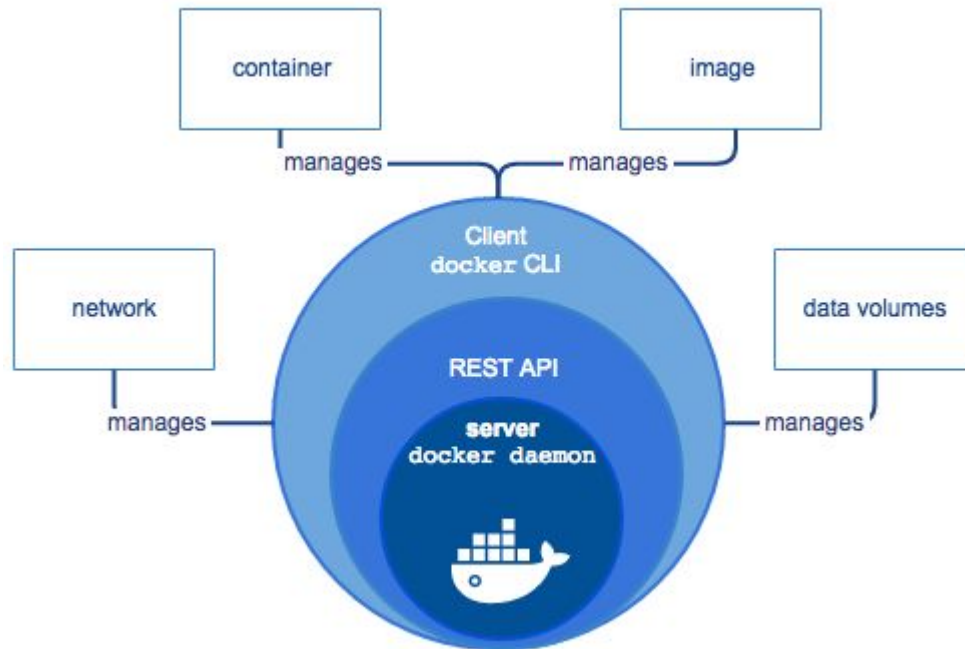 container
image
manages
manages
Client
docker CLI
network
data volumes
REST API
manages
manages
server
docker daemon